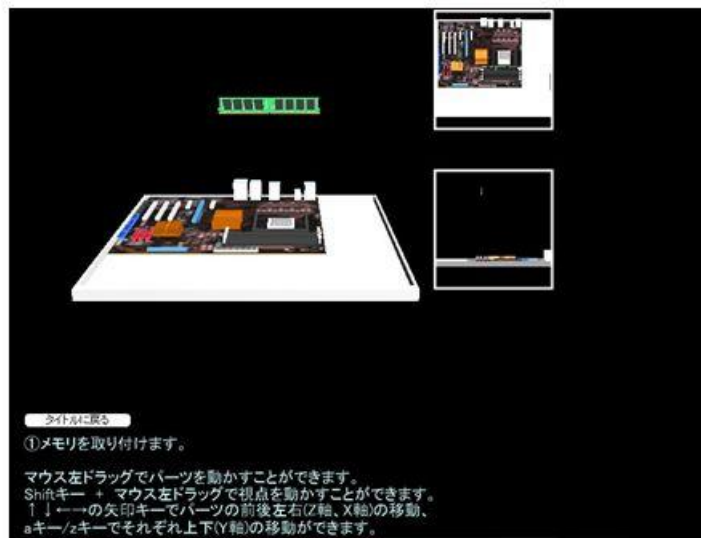 タイトルに戻る
①メモリを取り付けます。
マウス左ドラッグでパーツを動かすことができます。
Shiftキー + マウス左ドラッグで視点を動かすことができます。
↑↓←→の矢印キーでパーツの前後左右(Z軸、X軸)の移動、
aキー/zキーでそれぞれ上下(Y軸)の移動ができます。